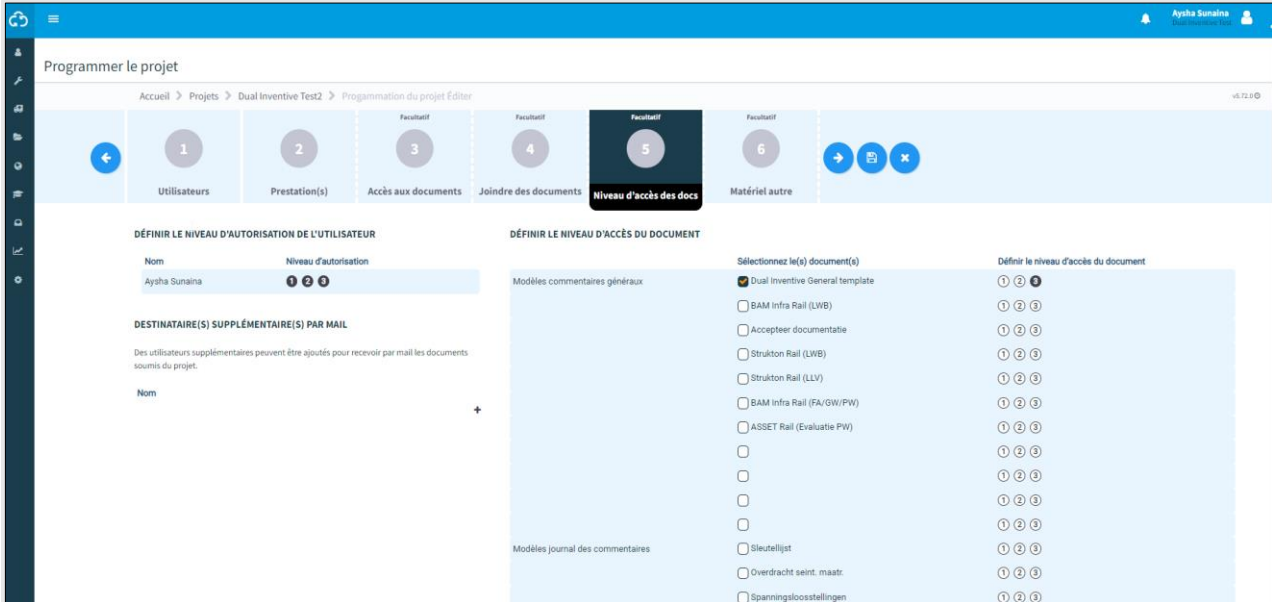 Aysha Sunaina
Dual Inventive Test
Programmer le projet
Accueil > Projets > Dual Inventive Test2 > Progammation du projet Éditer
v5.72.0
1
Utilisateurs
2
Prestation(s)
Facultatif
3
Accès aux documents
Facultatif
4
Joindre des documents
Facultatif
5
Niveau d'accès des docs
Facultatif
6
Matériel autre
DÉFINIR LE NIVEAU D'AUTORISATION DE L'UTILISATEUR
Nom Niveau d'autorisation
Aysha Sunaina 1 2 3
DESTINATAIRE(S) SUPPLÉMENTAIRE(S) PAR MAIL
Des utilisateurs supplémentaires peuvent être ajoutés pour recevoir par mail les documents
soumis du projet.
Nom
+
DÉFINIR LE NIVEAU D'ACCÈS DU DOCUMENT
Sélectionnez le(s) document(s) Définir le niveau d'accès du document
Modèles commentaires généraux Dual Inventive General template 1 2 3
BAM Infra Rail (LWB) 1 2 3
Accepteer documentatie 1 2 3
Strukton Rail (LWB) 1 2 3
Strukton Rail (LLV) 1 2 3
BAM Infra Rail (FA/GW/PW) 1 2 3
ASSET Rail (Evaluatie PW) 1 2 3
1 2 3
1 2 3
1 2 3
1 2 3
Modèles journal des commentaires Sleutellijst 1 2 3
Overdracht seint. maatr. 1 2 3
Spanningsloosstellingen 1 2 3